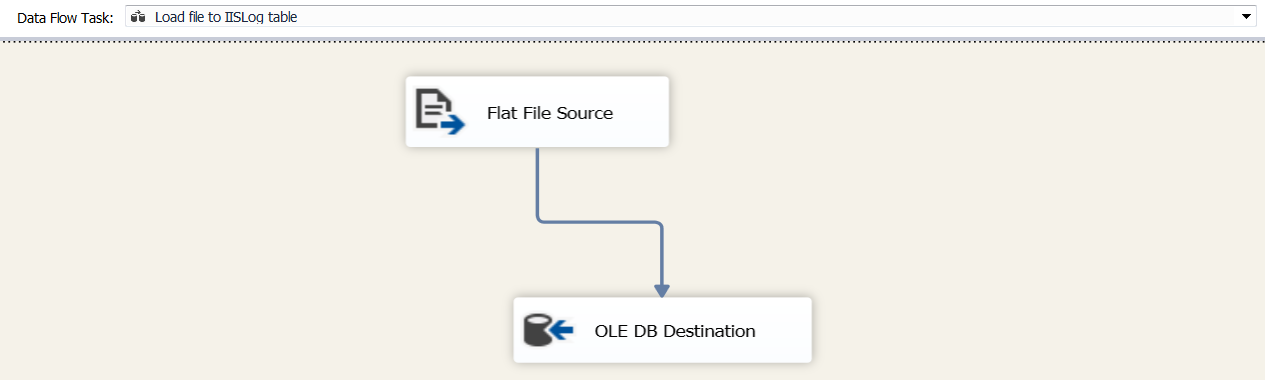 Data Flow Task: Load file to IISLog table
Flat File Source
OLE DB Destination